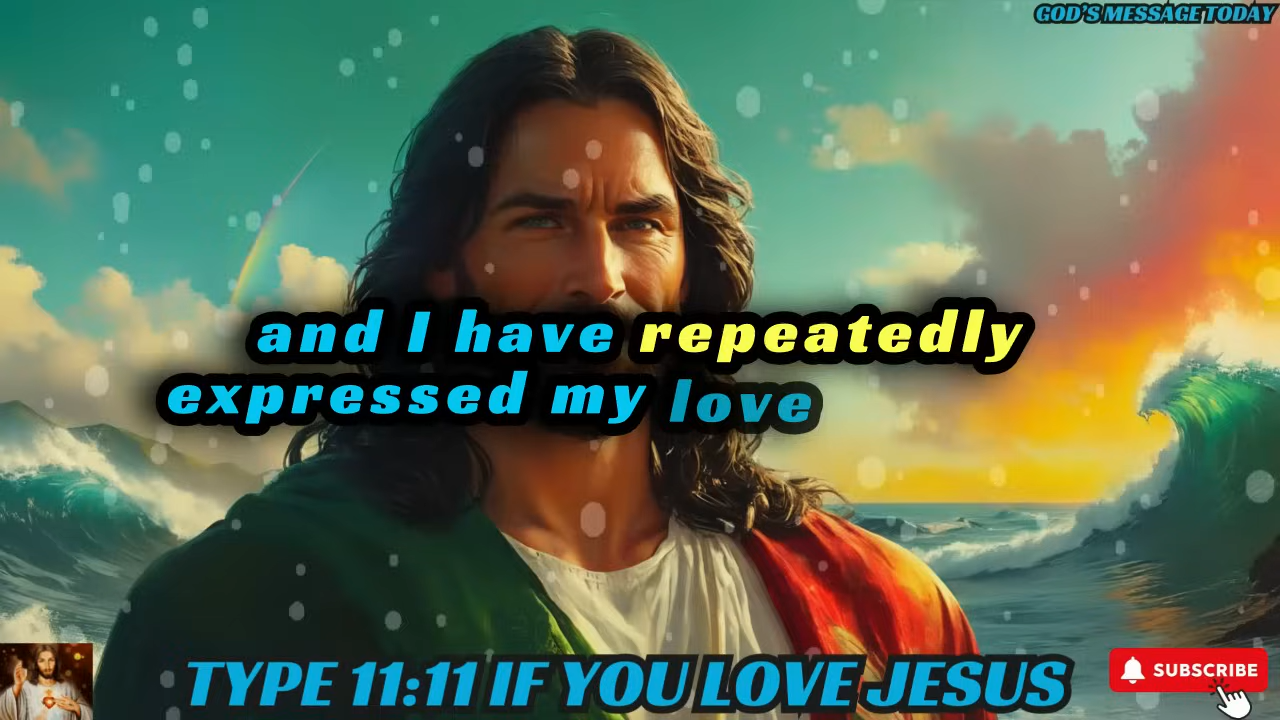 GOD'S MESSAGE TODAY
and I have repeatedly
expressed my love
TYPE 11:11 IF YOU LOVE JESUS
SUBSCRIBE